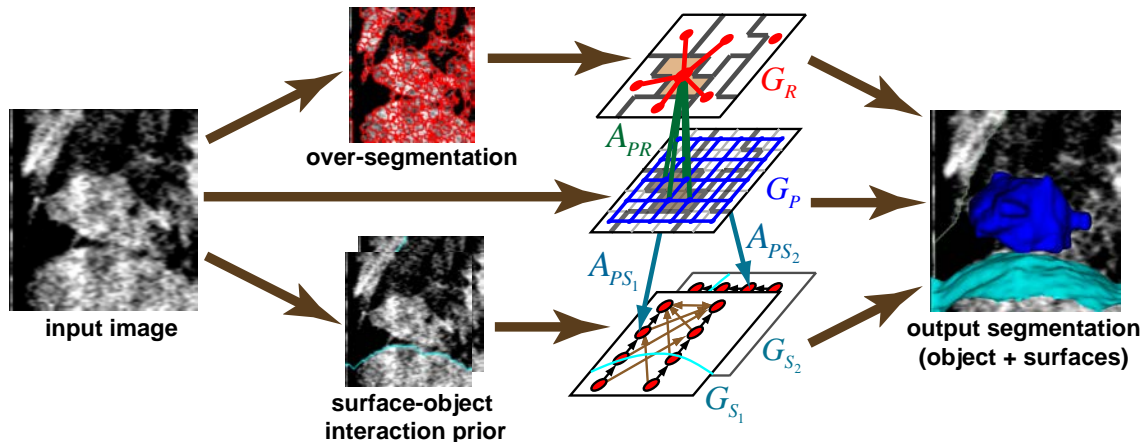 input image
over-segmentation
surface-object
interaction prior
G_R
A_PR
G_P
A_PS_1
A_PS_2
G_S_2
G_S_1
output segmentation
(object + surfaces)